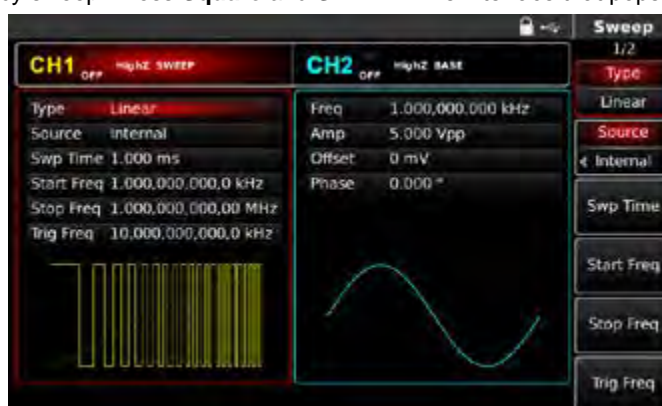 Sweep
1/2
CH1 OFF HighZ SWEEP
CH2 OFF HighZ BASE
Type
Linear
Source
Internal
Swp Time
Start Freq
Stop Freq
Trig Freq
Type Linear
Source Internal
Swp Time 1.000 ms
Start Freq 1.000,000,000,0 kHz
Stop Freq 1.000,000,000,00 MHz
Trig Freq 10.000,000,000,0 kHz
Freq 1.000,000,000 kHz
Amp 5.000 Vpp
Offset 0 mV
Phase 0.000 °